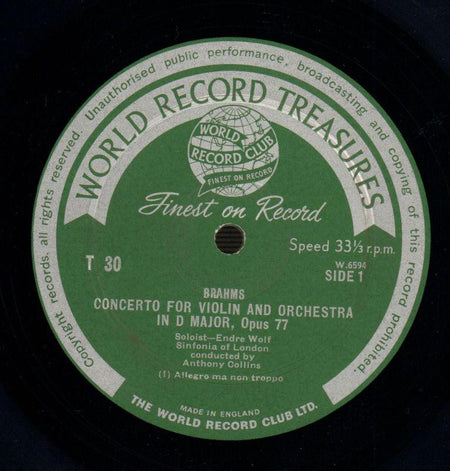 Copyright records. all rights reserved. Unauthorised public performance, broadcasting and copying of this record prohibited.
WORLD RECORD TREASURES
WORLD
RECORD CLUB
FINEST ON RECORD
Finest on Record
Speed 33⅓ r.p.m.
T 30
W.6594
SIDE 1
BRAHMS
CONCERTO FOR VIOLIN AND ORCHESTRA
IN D MAJOR, Opus 77
Soloist—Endre Wolf
Sinfonia of London
conducted by
Anthony Collins
(1) Allegro ma non troppo
MADE IN ENGLAND
THE WORLD RECORD CLUB LTD.